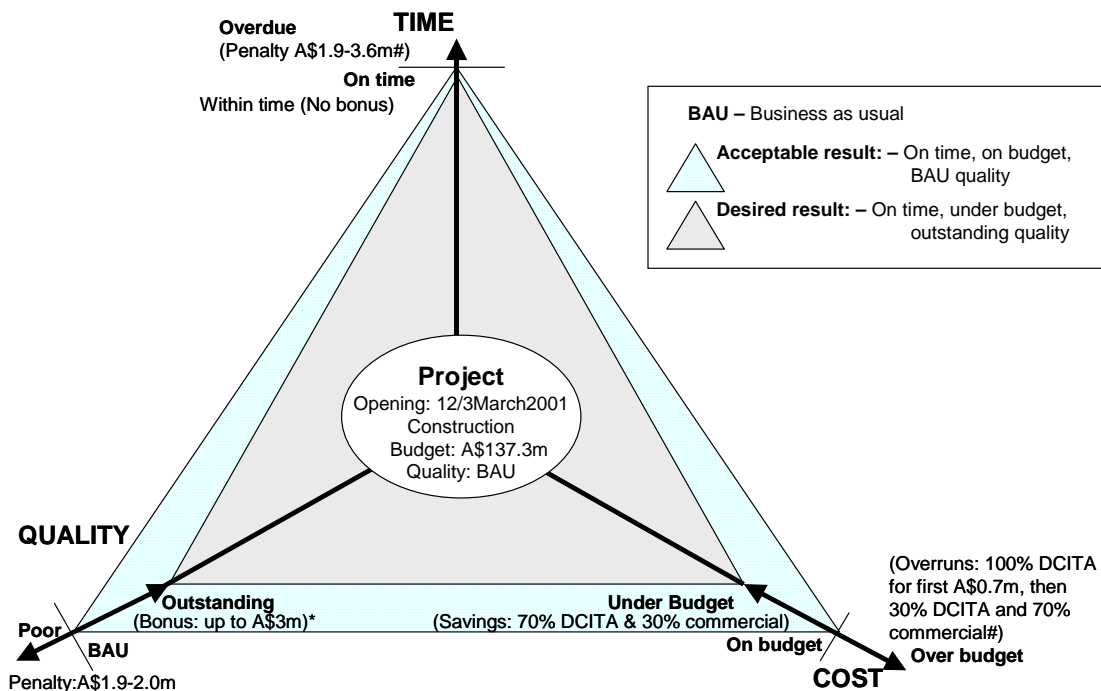 TIME
Overdue
(Penalty A$1.9-3.6m#)
On time
Within time (No bonus)
BAU – Business as usual
Acceptable result: – On time, on budget,
BAU quality
Desired result: – On time, under budget,
outstanding quality
Project
Opening: 12/3March2001
Construction
Budget: A$137.3m
Quality: BAU
QUALITY
Outstanding
(Bonus: up to A$3m)*
Poor
BAU
Penalty:A$1.9-2.0m
Under Budget
(Savings: 70% DCITA & 30% commercial)
On budget
COST
(Overruns: 100% DCITA
for first A$0.7m, then
30% DCITA and 70%
commercial#)
Over budget